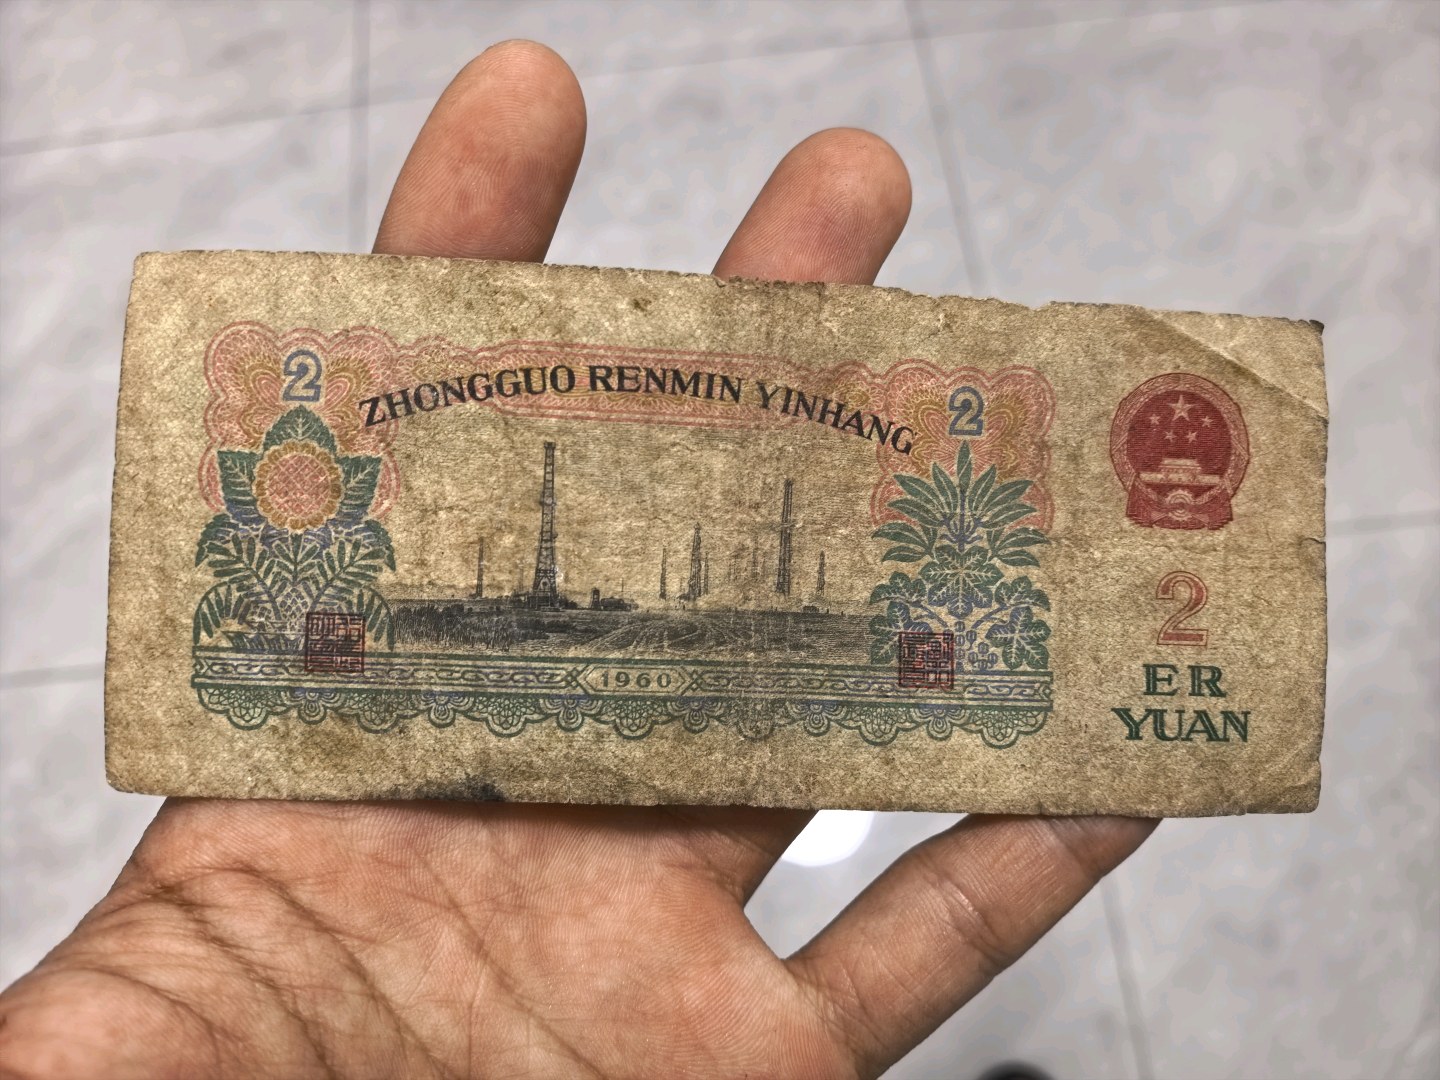 2
ZHONGGUO RENMIN YINHANG
2
1960
2
ER
YUAN